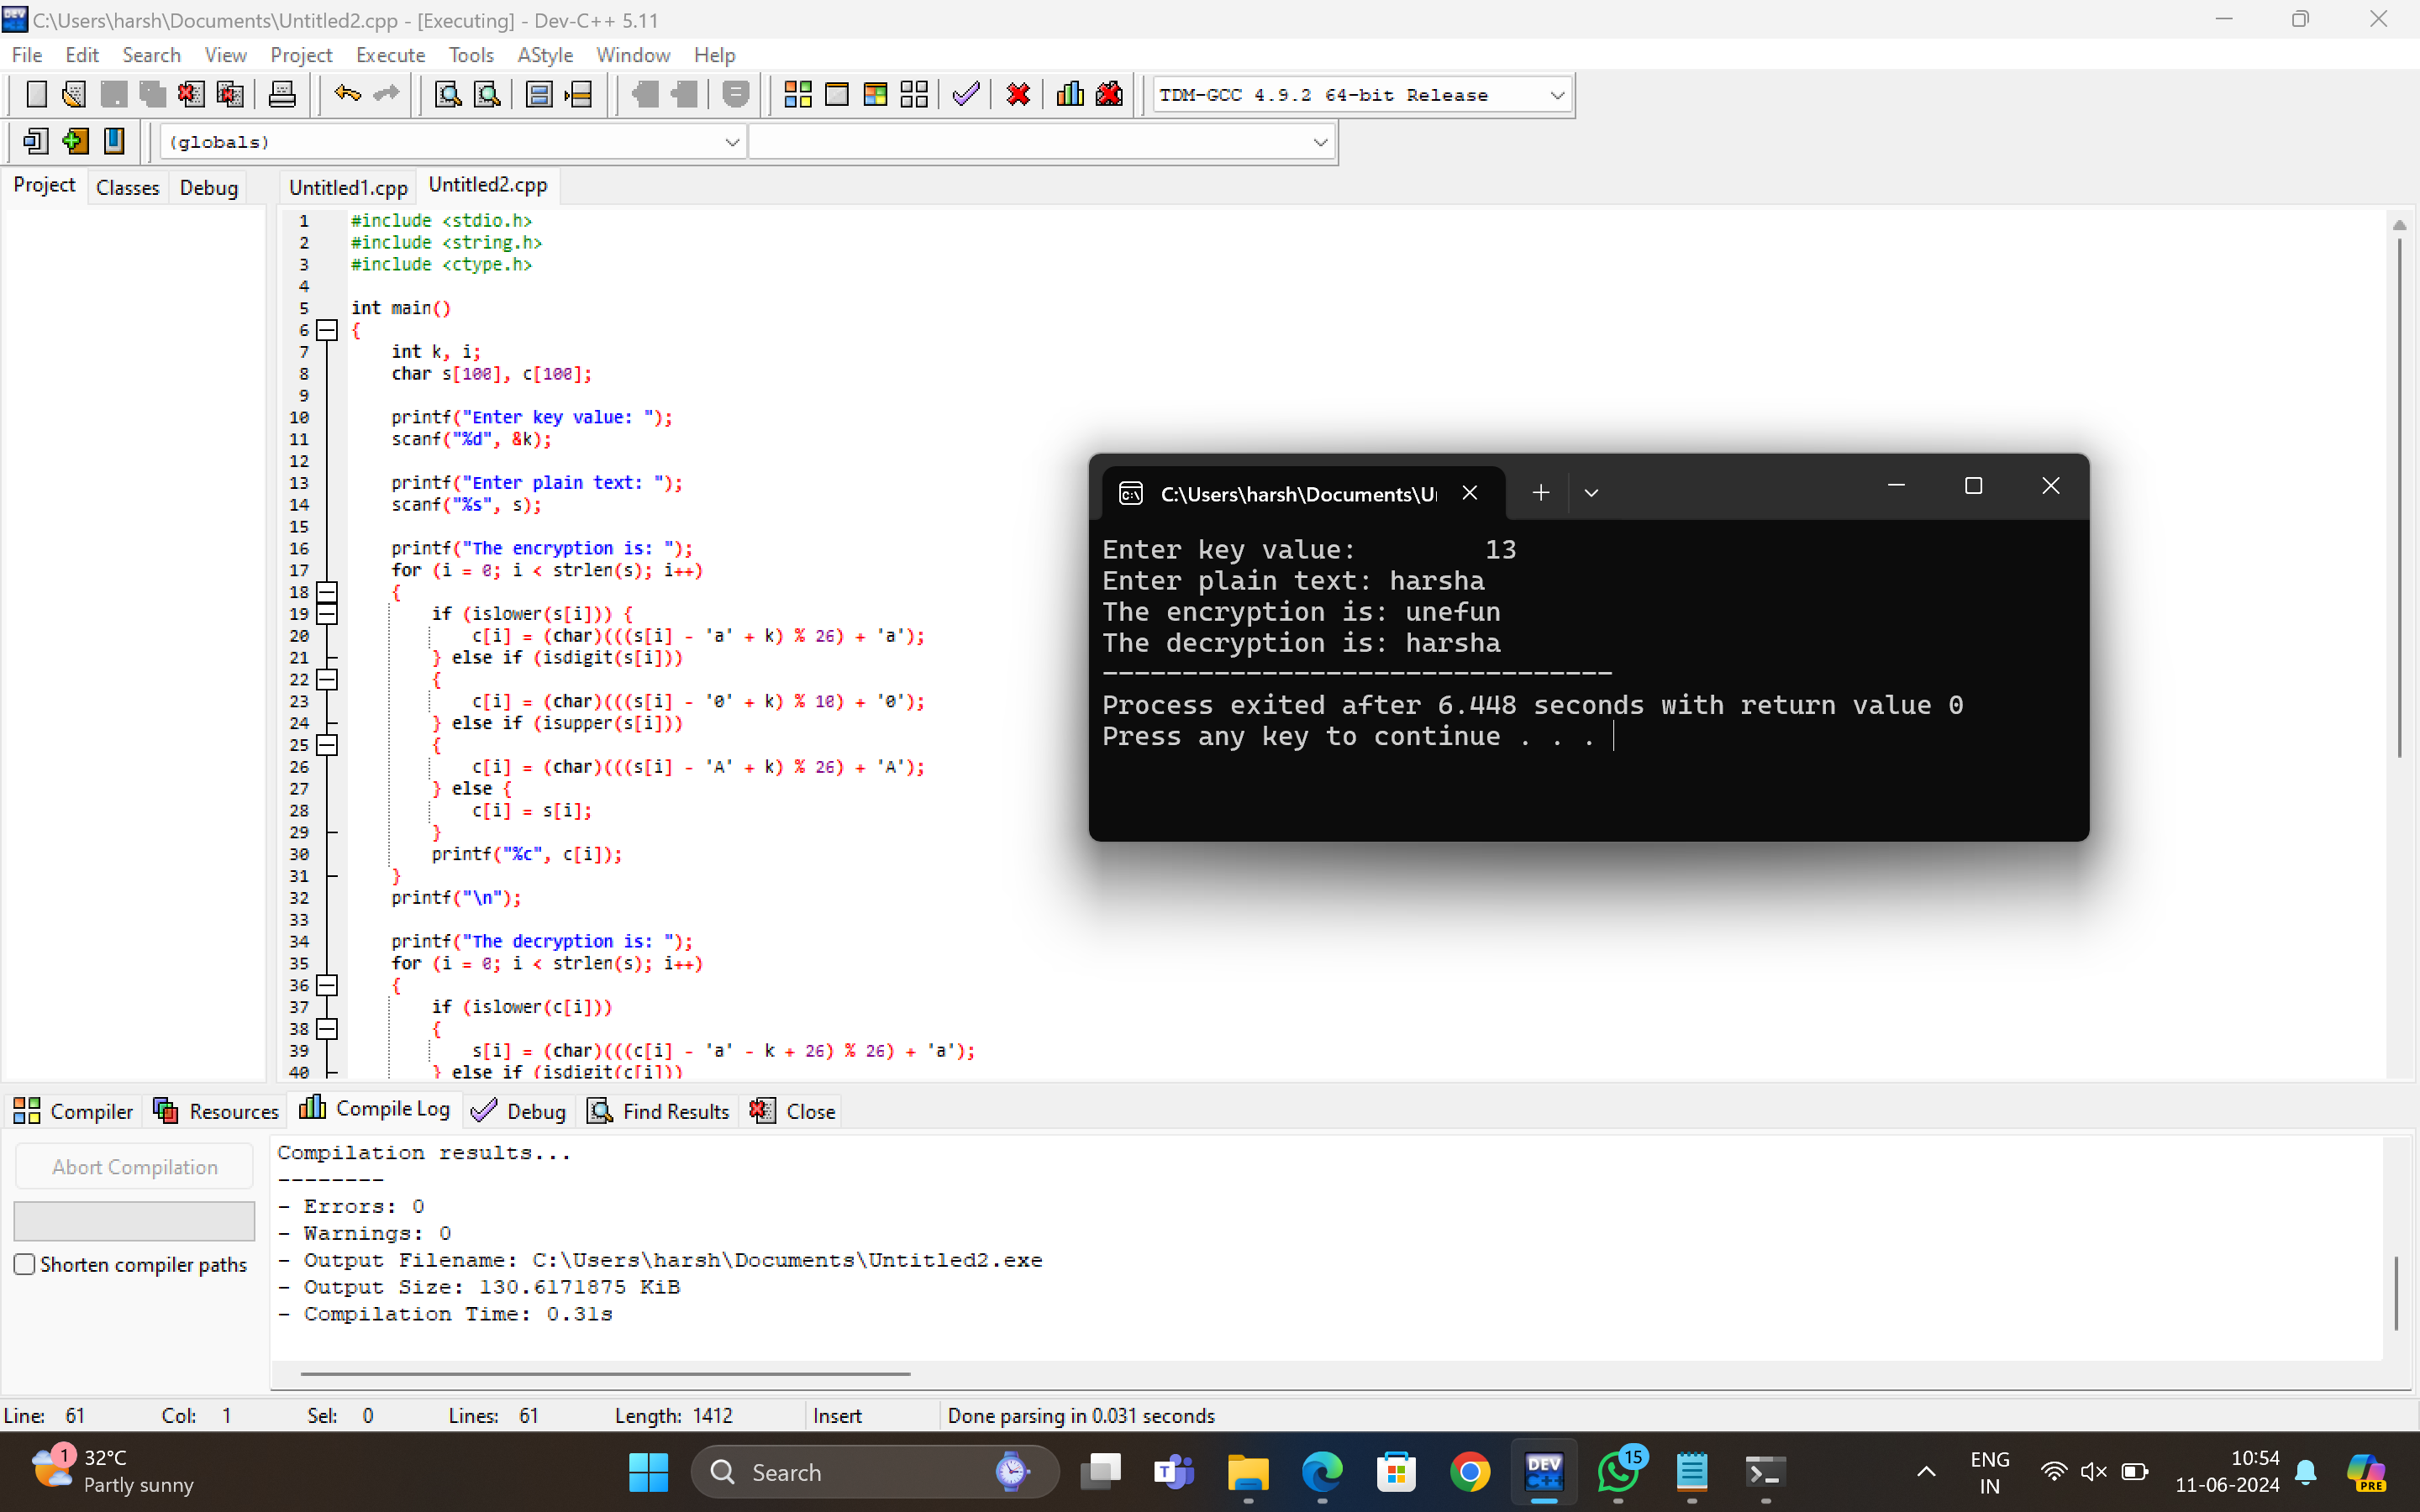 C:\Users\harsh\Documents\Untitled2.cpp - [Executing] - Dev-C++ 5.11
File Edit Search View Project Execute Tools AStyle Window Help
TDM-GCC 4.9.2 64-bit Release
(globals)
Project Classes Debug
Untitled1.cpp Untitled2.cpp
1 #include <stdio.h>
2 #include <string.h>
3 #include <ctype.h>
4
5 int main()
6 {
7 int k, i;
8 char s[100], c[100];
9
10 printf("Enter key value: ");
11 scanf("%d", &k);
12
13 printf("Enter plain text: ");
14 scanf("%s", s);
15
16 printf("The encryption is: ");
17 for (i = 0; i < strlen(s); i++)
18 {
19 if (islower(s[i])) {
20 c[i] = (char)(((s[i] - 'a' + k) % 26) + 'a');
21 } else if (isdigit(s[i]))
22 {
23 c[i] = (char)(((s[i] - '0' + k) % 10) + '0');
24 } else if (isupper(s[i]))
25 {
26 c[i] = (char)(((s[i] - 'A' + k) % 26) + 'A');
27 } else {
28 c[i] = s[i];
29 }
30 printf("%c", c[i]);
31 }
32 printf("\n");
33
34 printf("The decryption is: ");
35 for (i = 0; i < strlen(s); i++)
36 {
37 if (islower(c[i]))
38 {
39 s[i] = (char)(((c[i] - 'a' - k + 26) % 26) + 'a');
40 } else if (isdigit(c[i]))
C:\Users\harsh\Documents\U
Enter key value: 13
Enter plain text: harsha
The encryption is: unefun
The decryption is: harsha
--------------------------------
Process exited after 6.448 seconds with return value 0
Press any key to continue . . .
Compiler Resources Compile Log Debug Find Results Close
Abort Compilation
Shorten compiler paths
Compilation results...
--------
- Errors: 0
- Warnings: 0
- Output Filename: C:\Users\harsh\Documents\Untitled2.exe
- Output Size: 130.6171875 KiB
- Compilation Time: 0.31s
Line: 61 Col: 1 Sel: 0 Lines: 61 Length: 1412 Insert Done parsing in 0.031 seconds
1
32°C
Partly sunny
Search
T
DEV
C++
15
ENG
IN
10:54
11-06-2024
PRE